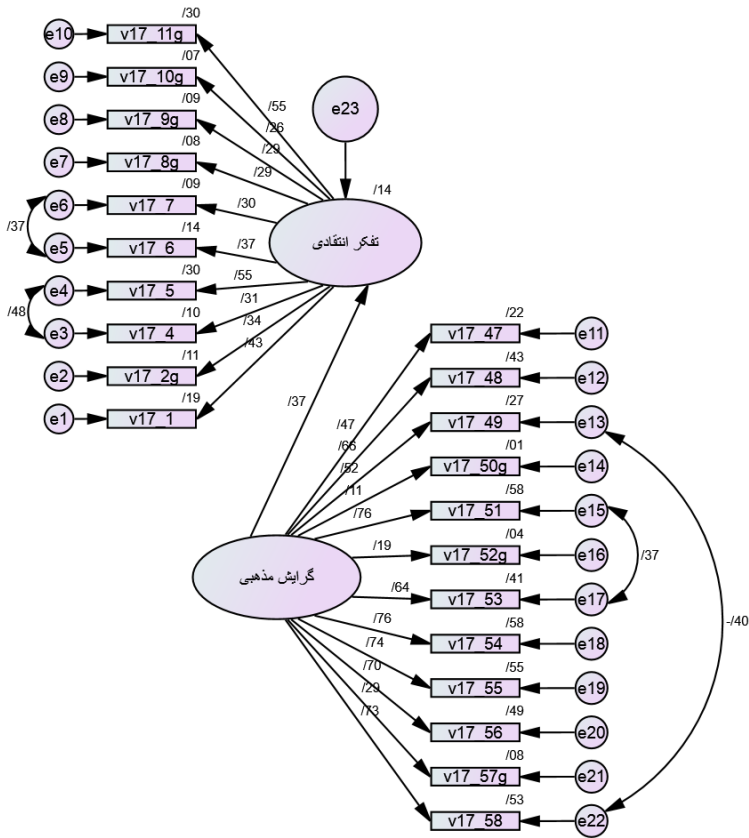 /30
e10 v17_11g
/07
e9 v17_10g
/09
e8 v17_9g
/08
e7 v17_8g
/09
e6 v17_7
/14
e5 v17_6
/37
/30
e4 v17_5
/10
e3 v17_4
/48
/11
e2 v17_2g
/19
e1 v17_1
/55
/26
/29
/29
/30
/37
/55
/31
/34
/43
e23
/14
تفکر انتقادی
/37
گرایش مذهبی
/47
/66
/52
/11
/76
/19
/64
/76
/74
/70
/29
/73
/22
v17_47 e11
/43
v17_48 e12
/27
v17_49 e13
/01
v17_50g e14
/58
v17_51 e15
/04
v17_52g e16
/41
v17_53 e17
/37
/58
v17_54 e18
/55
v17_55 e19
/49
v17_56 e20
/08
v17_57g e21
/53
v17_58 e22
-/40